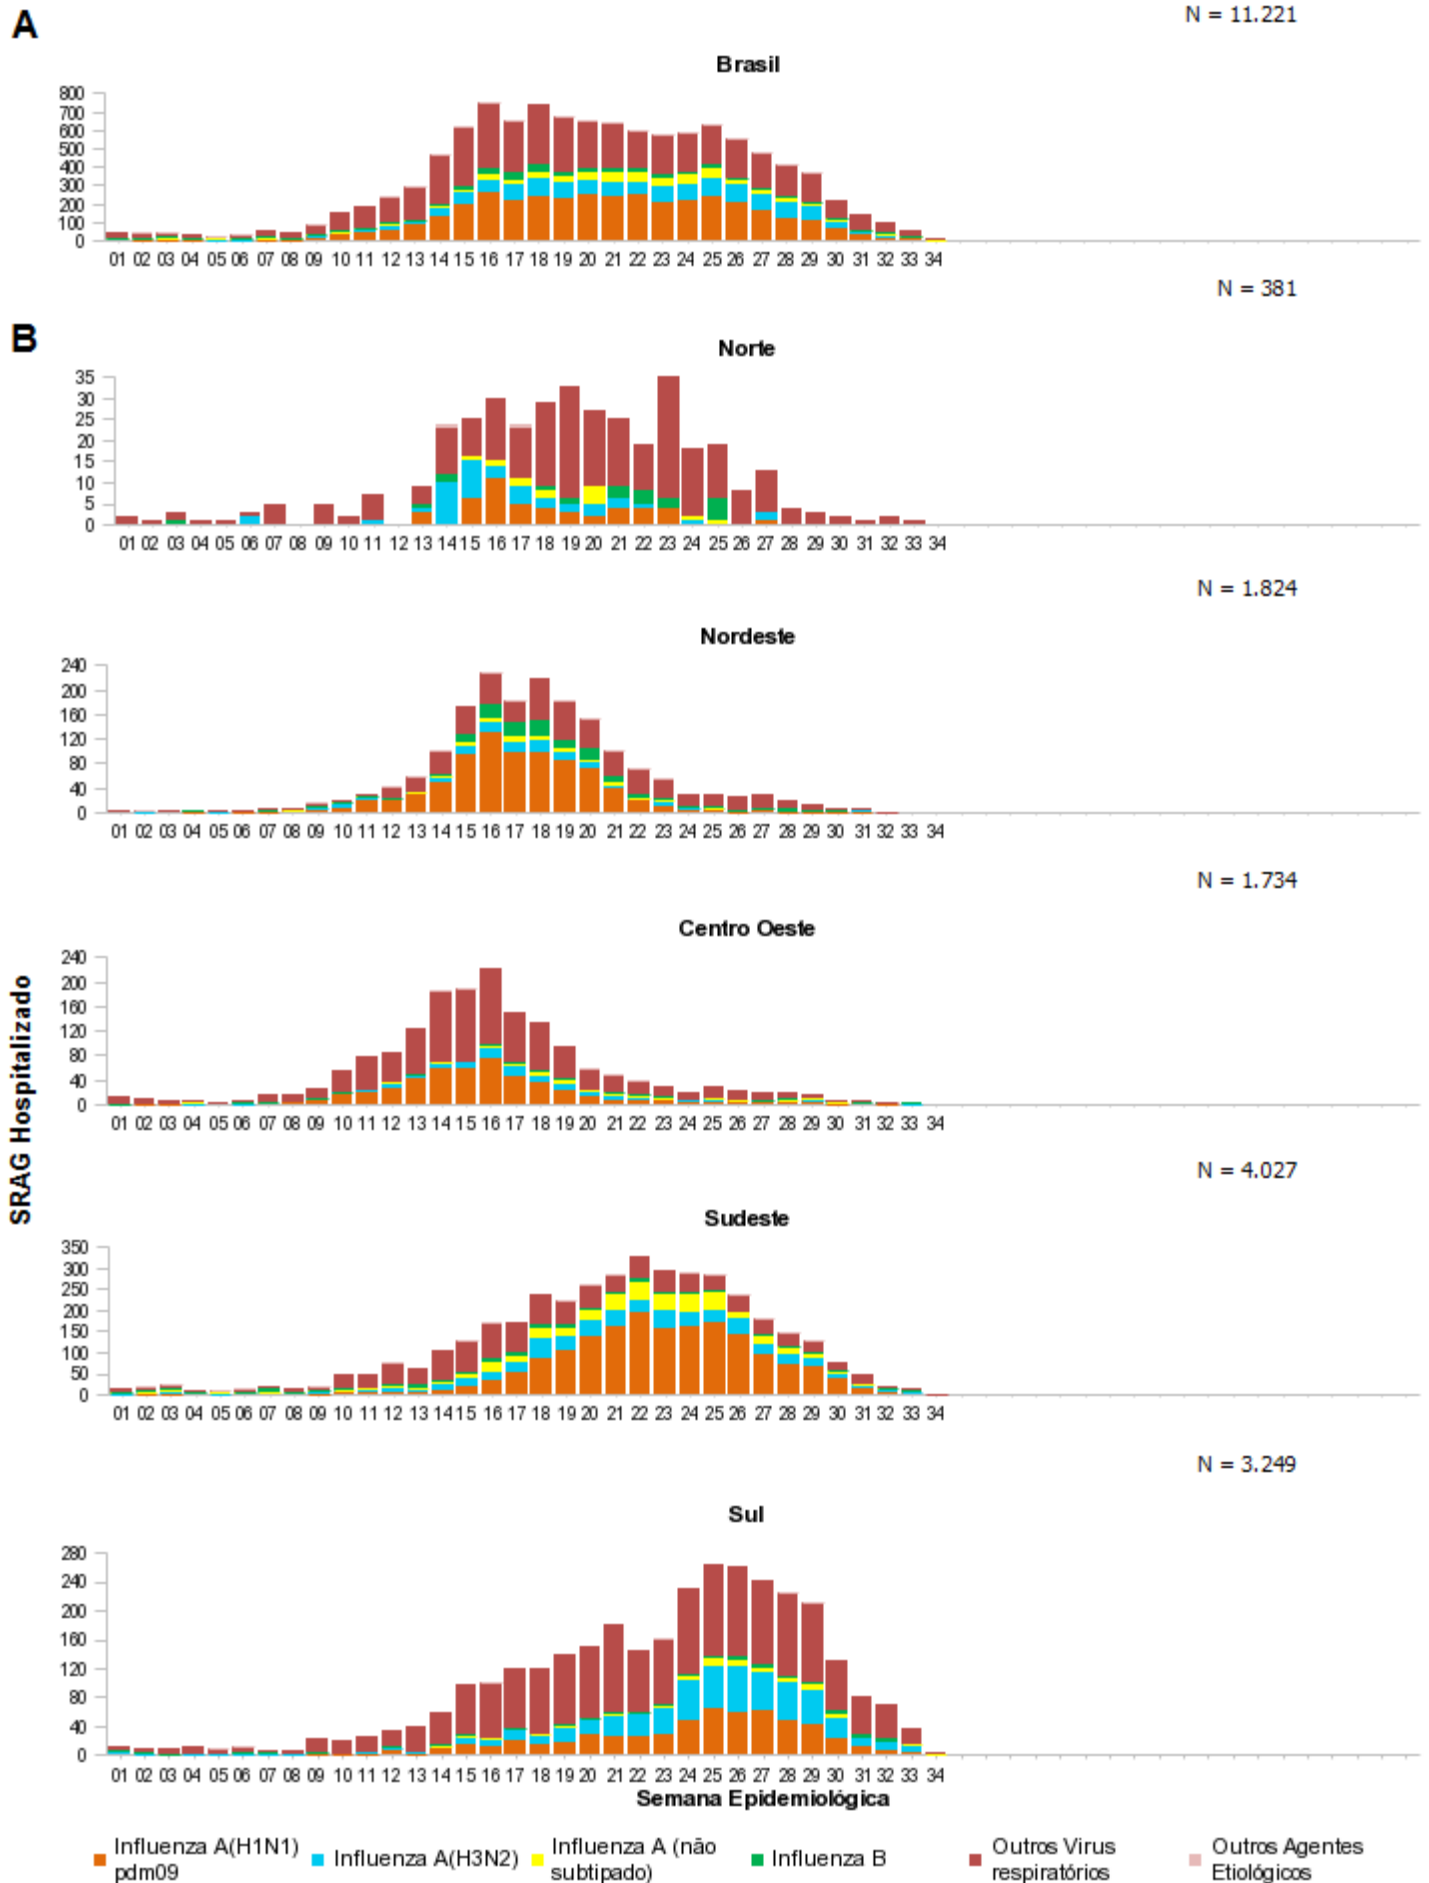 A
N = 11.221
Brasil
800
700
600
500
400
300
200
100
0
01 02 03 04 05 06 07 08 09 10 11 12 13 14 15 16 17 18 19 20 21 22 23 24 25 26 27 28 29 30 31 32 33 34
N = 381
B
Norte
35
30
25
20
15
10
5
0
01 02 03 04 05 06 07 08 09 10 11 12 13 14 15 16 17 18 19 20 21 22 23 24 25 26 27 28 29 30 31 32 33 34
N = 1.824
Nordeste
240
200
160
120
80
40
0
01 02 03 04 05 06 07 08 09 10 11 12 13 14 15 16 17 18 19 20 21 22 23 24 25 26 27 28 29 30 31 32 33 34
N = 1.734
Centro Oeste
240
200
160
120
80
40
0
01 02 03 04 05 06 07 08 09 10 11 12 13 14 15 16 17 18 19 20 21 22 23 24 25 26 27 28 29 30 31 32 33 34
SRAG Hospitalizado
N = 4.027
Sudeste
350
300
250
200
150
100
50
0
01 02 03 04 05 06 07 08 09 10 11 12 13 14 15 16 17 18 19 20 21 22 23 24 25 26 27 28 29 30 31 32 33 34
N = 3.249
Sul
280
240
200
160
120
80
40
0
01 02 03 04 05 06 07 08 09 10 11 12 13 14 15 16 17 18 19 20 21 22 23 24 25 26 27 28 29 30 31 32 33 34
Semana Epidemiológica
Influenza A(H1N1)
pdm09
Influenza A(H3N2)
Influenza A (não
subtipado)
Influenza B
Outros Virus
respiratórios
Outros Agentes
Etiológicos